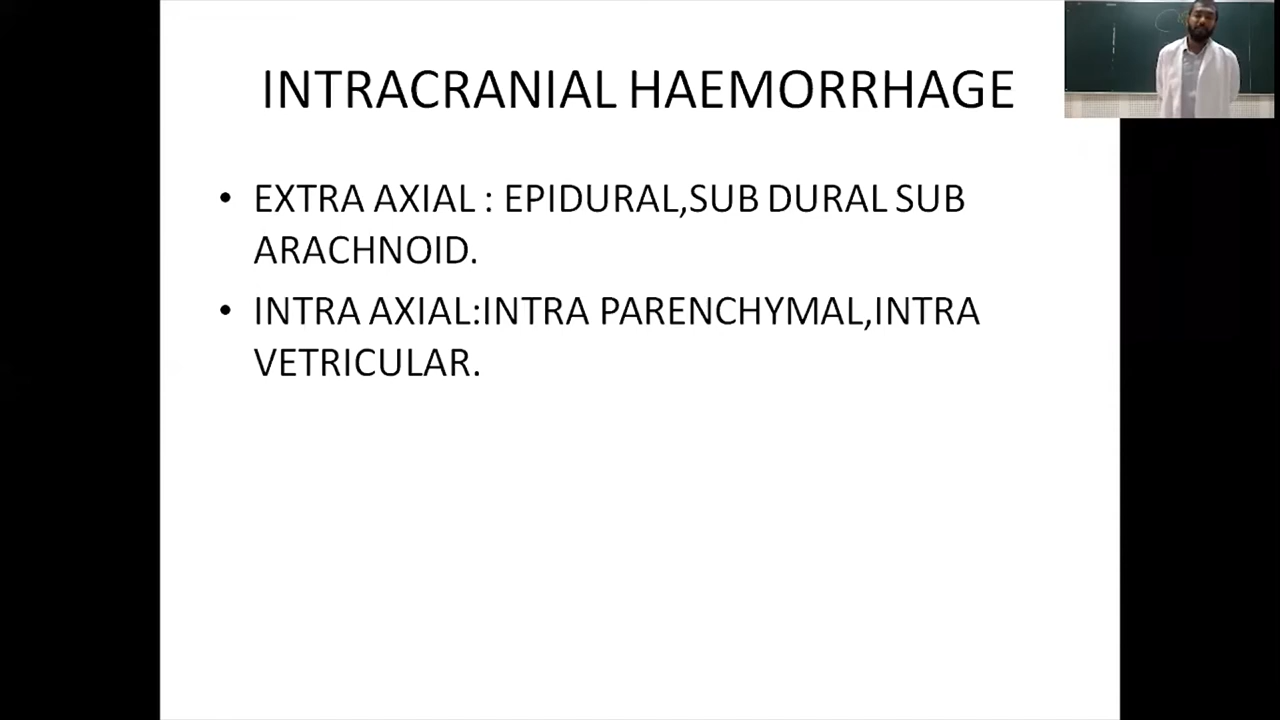 INTRACRANIAL HAEMORRHAGE
• EXTRA AXIAL : EPIDURAL,SUB DURAL SUB
ARACHNOID.
• INTRA AXIAL:INTRA PARENCHYMAL,INTRA
VETRICULAR.